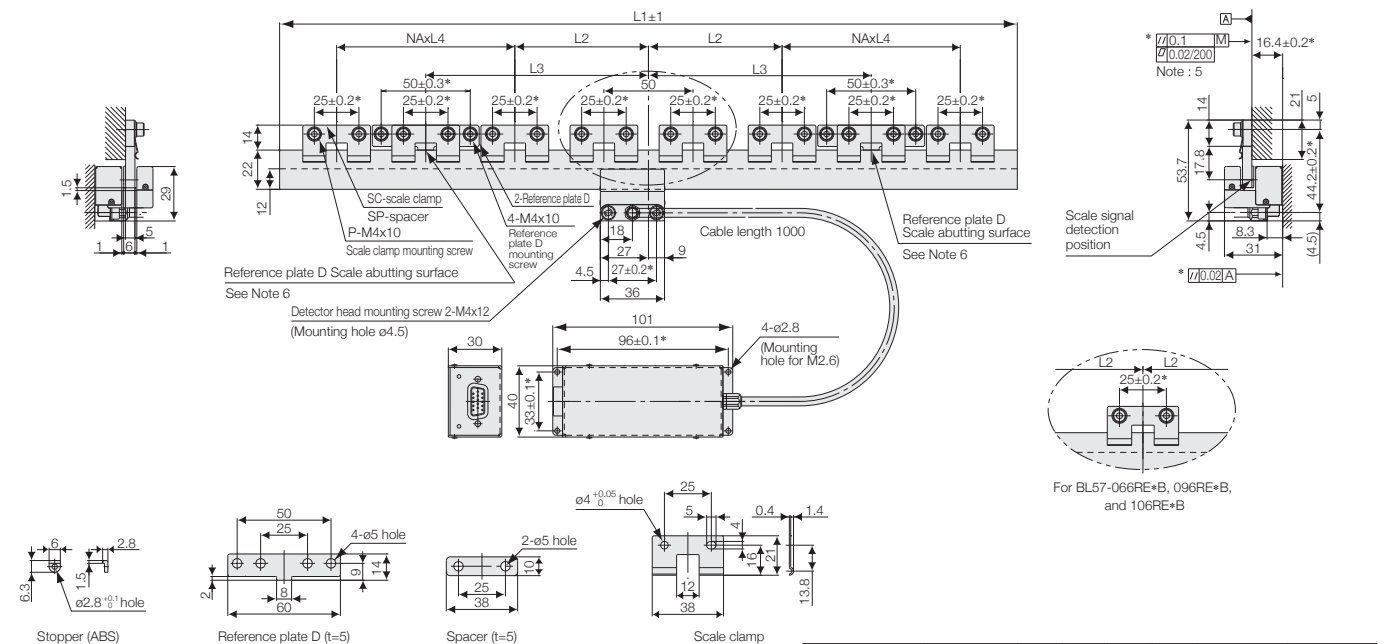 L1±1
NAxL4
L2
L2
NAxL4
L3
L3
50±0.3*
50
50±0.3*
25±0.2*
25±0.2*
25±0.2*
25±0.2*
25±0.2*
25±0.2*
25±0.2*
25±0.2*
14
22
12
SC-scale clamp
SP-spacer
P-M4x10
Scale clamp mounting screw
2-Reference plate D
4-M4x10
Reference
plate D
mounting
screw
Reference plate D Scale abutting surface
See Note 6
Detector head mounting screw 2-M4x12
(Mounting hole ø4.5)
Cable length 1000
18
27
9
4.5
27±0.2*
36
Reference plate D
Scale abutting surface
See Note 6
1.5
29
5
1
6
1
A
* // 0.1 M
0.02/200
Note : 5
16.4±0.2*
14
21
5
53.7
17.8
44.2±0.2*
4.5
8.3
(4.5)
31
Scale signal
detection
position
* // 0.02 A
30
101
96±0.1*
40
33±0.1*
4-ø2.8
(Mounting
hole for M2.6)
L2
L2
25±0.2*
For BL57-066RE*B, 096RE*B,
and 106RE*B
6
2.8
6.3
1.5
ø2.8 +0.1 0 hole
Stopper (ABS)
50
25
4-ø5 hole
2
8
60
9
14
Reference plate D (t=5)
2-ø5 hole
10
25
38
Spacer (t=5)
25
ø4 +0.05 0 hole
5
4
0.4
1.4
16
21
12
38
13.8
Scale clamp